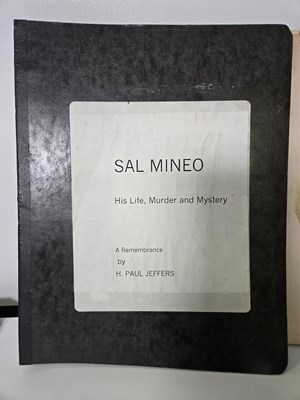 SAL MINEO
His Life, Murder and Mystery
A Remembrance
by
H. PAUL JEFFERS